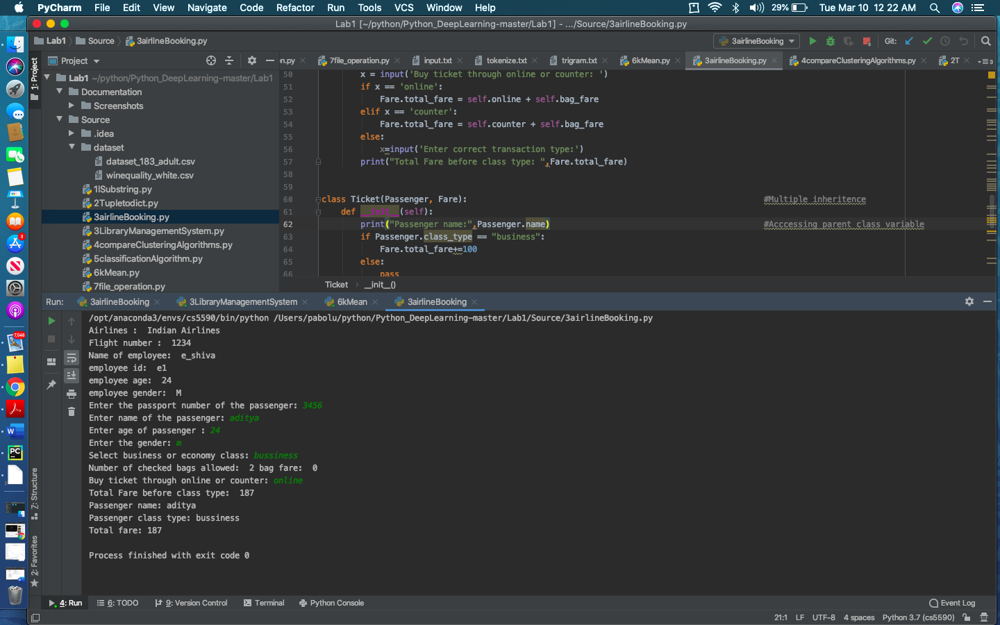 PyCharm File Edit View Navigate Code Refactor Run Tools VCS Window Help 29% Tue Mar 10 12 22 AM
Lab1 [~/python/Python_DeepLearning-master/Lab1] - .../Source/3airlineBooking.py
Lab1 Source 3airlineBooking.py 3airlineBooking Git:
Project n.py 7file_operation.py input.txt tokenize.txt trigram.txt 6kMean.py 3airlineBooking.py 4compareClusteringAlgorithms.py 2T 3
1: Project
Lab1 ~/python/Python_DeepLearning-master/Lab1
Documentation
Screenshots
Source
.idea
dataset
dataset_183_adult.csv
winequality_white.csv
1lSubstring.py
2Tupletodict.py
3airlineBooking.py
3LibraryManagementSystem.py
4compareClusteringAlgorithms.py
5classificationAlgorithm.py
6kMean.py
7file_operation.py
50 x = input('Buy ticket through online or counter: ')
51 if x == 'online':
52 Fare.total_fare = self.online + self.bag_fare
53 elif x == 'counter':
54 Fare.total_fare = self.counter + self.bag_fare
55 else:
56 x=input('Enter correct transaction type:')
57 print("Total Fare before class type: ",Fare.total_fare)
58
59
60 class Ticket(Passenger, Fare): #Multiple inheritence
61 def __init__(self):
62 print("Passenger name:",Passenger.name) #Acccessing parent class variable
63 if Passenger.class_type == "business":
64 Fare.total_fare+=100
65 else:
66 pass
Ticket __init__()
Run: 3airlineBooking 3LibraryManagementSystem 6kMean 3airlineBooking
/opt/anaconda3/envs/cs5590/bin/python /Users/pabolu/python/Python_DeepLearning-master/Lab1/Source/3airlineBooking.py
Airlines :  Indian Airlines
Flight number :  1234
Name of employee:  e_shiva
employee id:  e1
employee age:  24
employee gender:  M
Enter the passport number of the passenger: 3456
Enter name of the passenger: aditya
Enter age of passenger : 24
Enter the gender: m
Select business or economy class: bussiness
Number of checked bags allowed:  2 bag fare:  0
Buy ticket through online or counter: online
Total Fare before class type:  187
Passenger name: aditya
Passenger class type: bussiness
Total fare: 187
Process finished with exit code 0
3
7,548
PC
Z: Structure
2: Favorites
4: Run 6: TODO 9: Version Control Terminal Python Console Event Log
21:1 LF UTF-8 4 spaces Python 3.7 (cs5590)